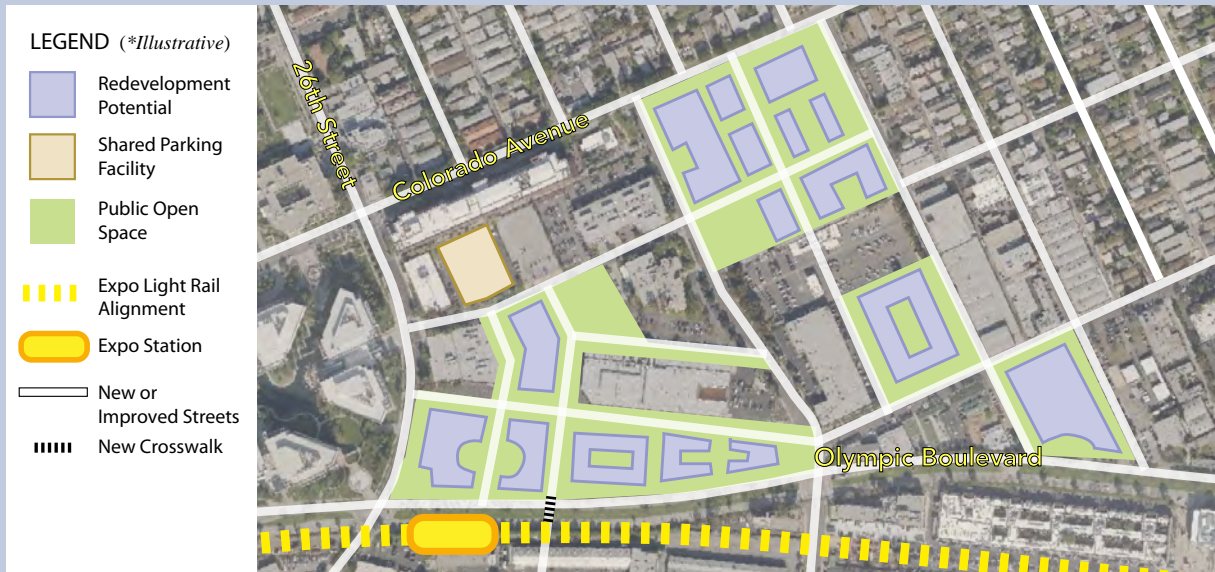 LEGEND (*Illustrative)
Redevelopment
Potential
Shared Parking
Facility
Public Open
Space
Expo Light Rail
Alignment
Expo Station
New or
Improved Streets
New Crosswalk
26th Street
Colorado Avenue
Olympic Boulevard